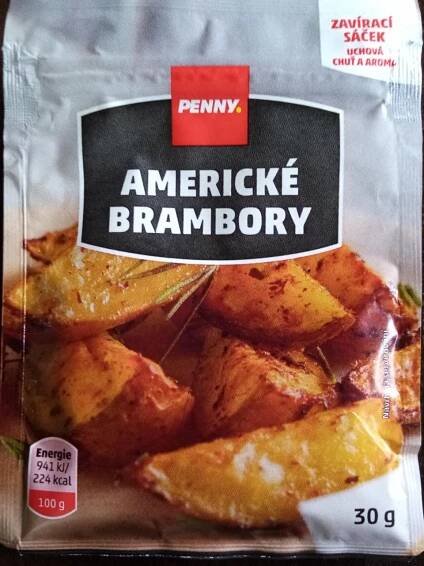 ZAVÍRACÍ
SÁČEK
UCHOVÁ
CHUŤ A AROMA
PENNY.
AMERICKÉ
BRAMBORY
Energie
941 kJ/
224 kcal
100 g
30 g